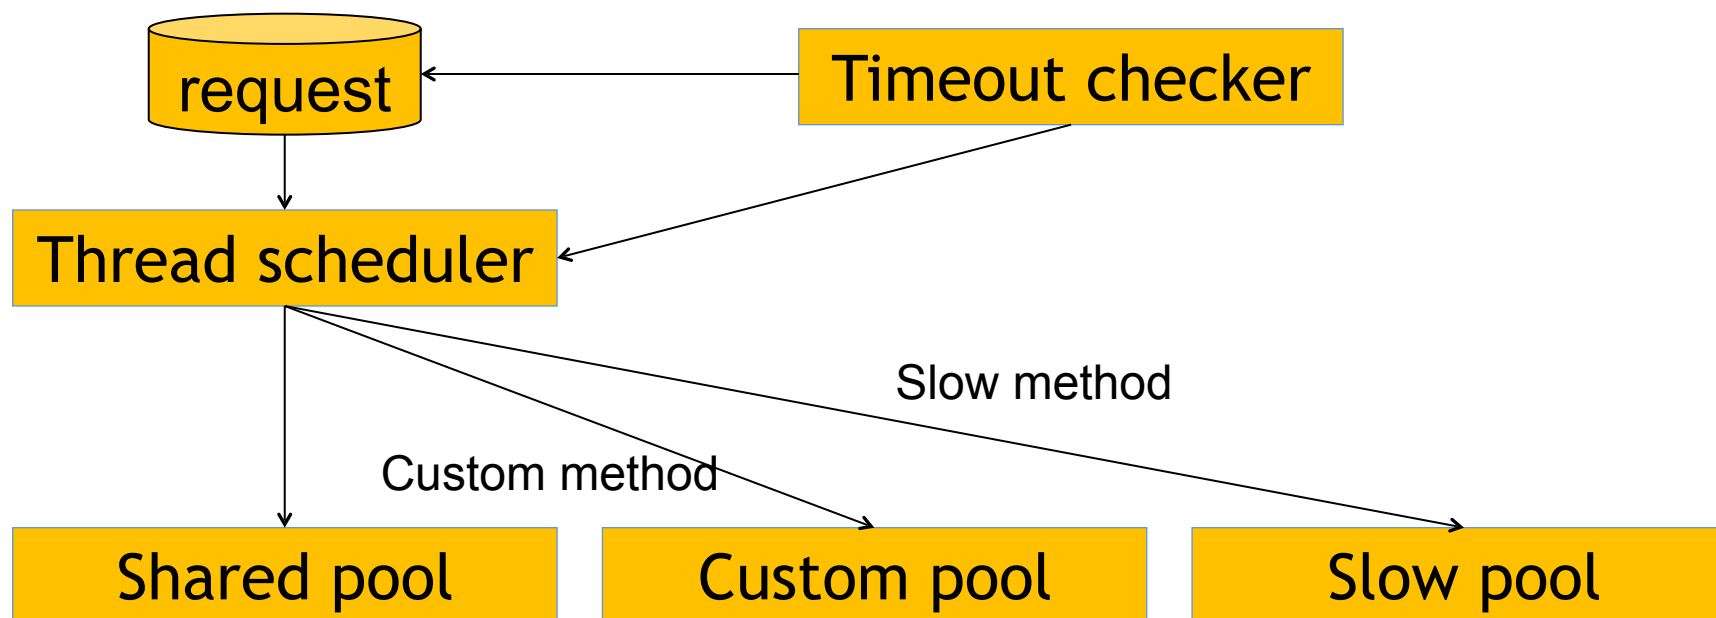 request
Timeout checker
Thread scheduler
Slow method
Custom method
Shared pool
Custom pool
Slow pool